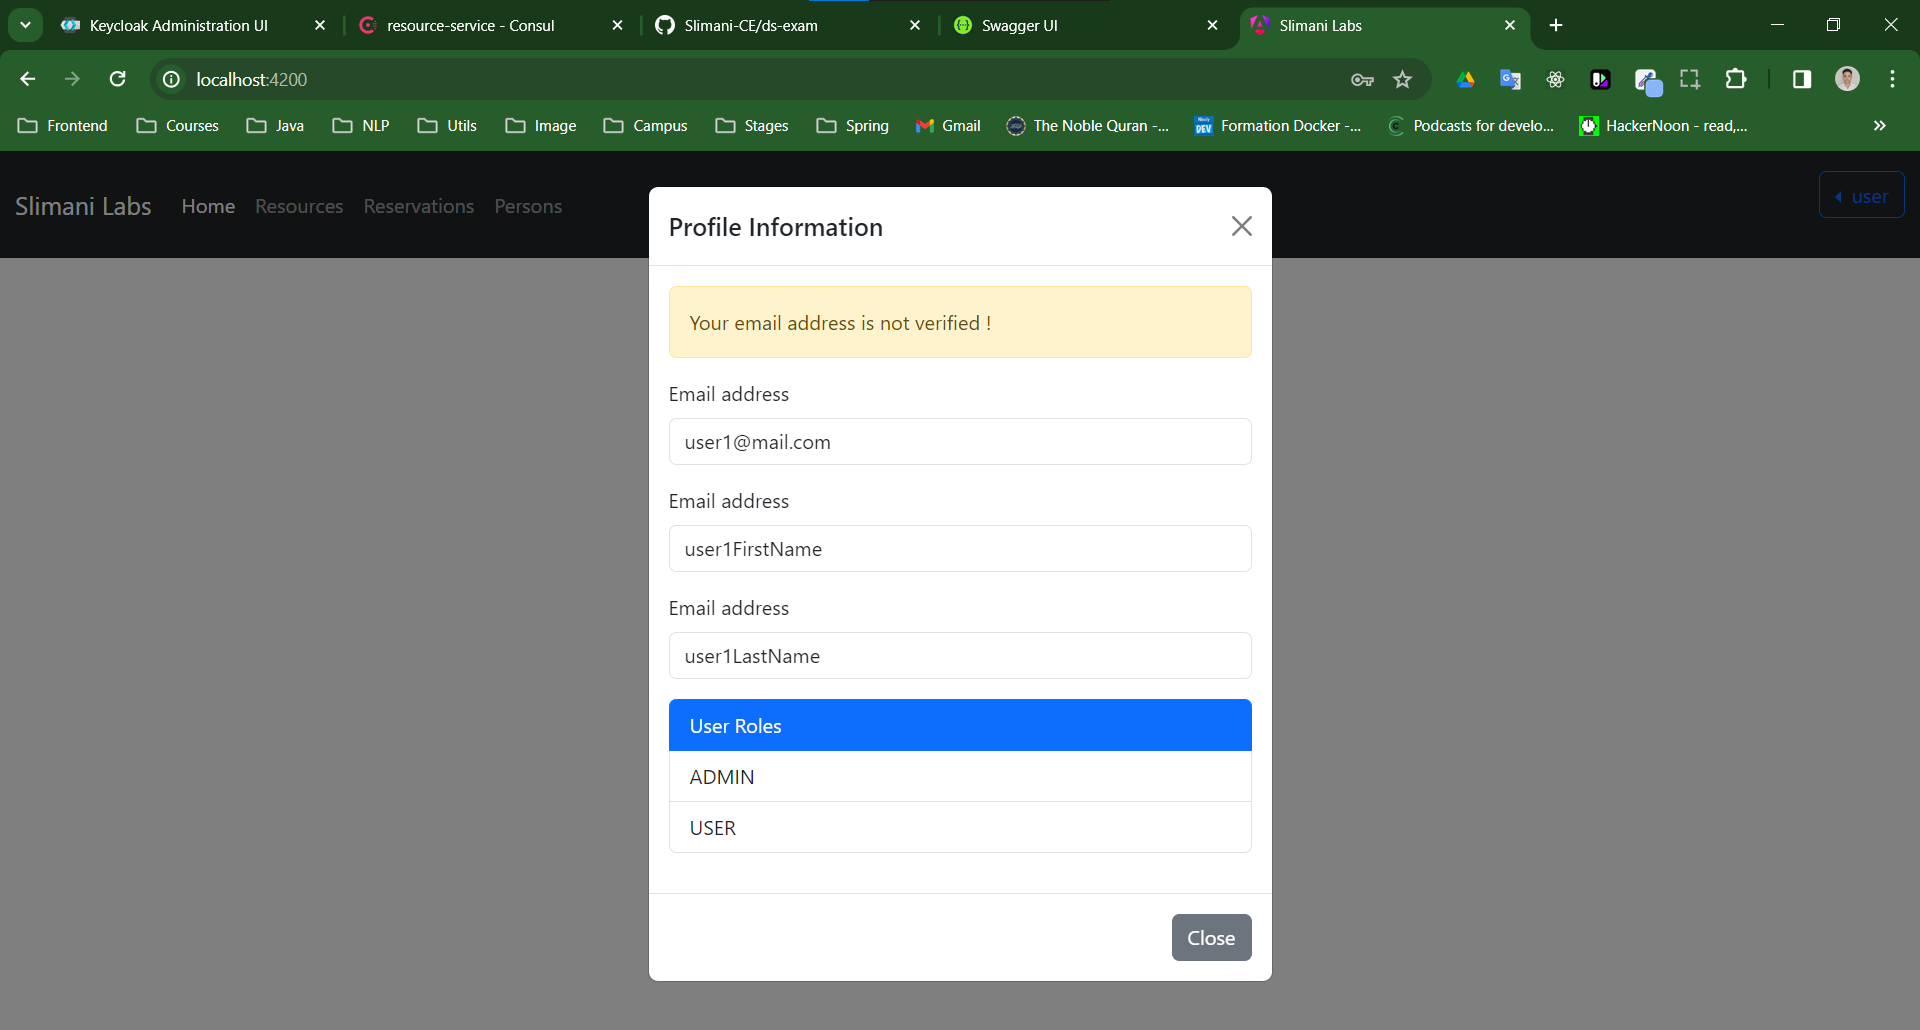 Keycloak Administration UI
resource-service - Consul
Slimani-CE/ds-exam
Swagger UI
Slimani Labs
localhost:4200
Frontend
Courses
Java
NLP
Utils
Image
Campus
Stages
Spring
Gmail
The Noble Quran -...
DEV
Formation Docker -...
Podcasts for develo...
HackerNoon - read,...
Slimani Labs
Home
Resources
Reservations
Persons
user
Profile Information
Your email address is not verified !
Email address
user1@mail.com
Email address
user1FirstName
Email address
user1LastName
User Roles
ADMIN
USER
Close